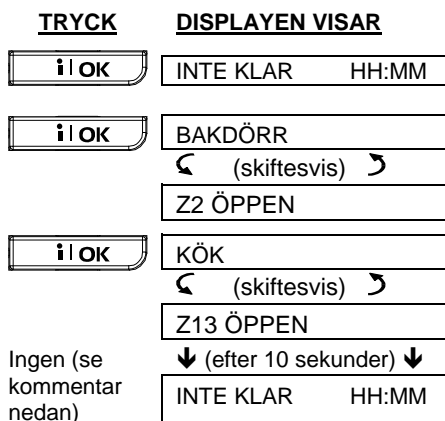 TRYCK DISPLAYEN VISAR
i | OK INTE KLAR HH:MM
i | OK BAKDÖRR
(skiftesvis)
Z2 ÖPPEN
i | OK KÖK
(skiftesvis)
Z13 ÖPPEN
Ingen (se (efter 10 sekunder)
kommentar INTE KLAR HH:MM
nedan)